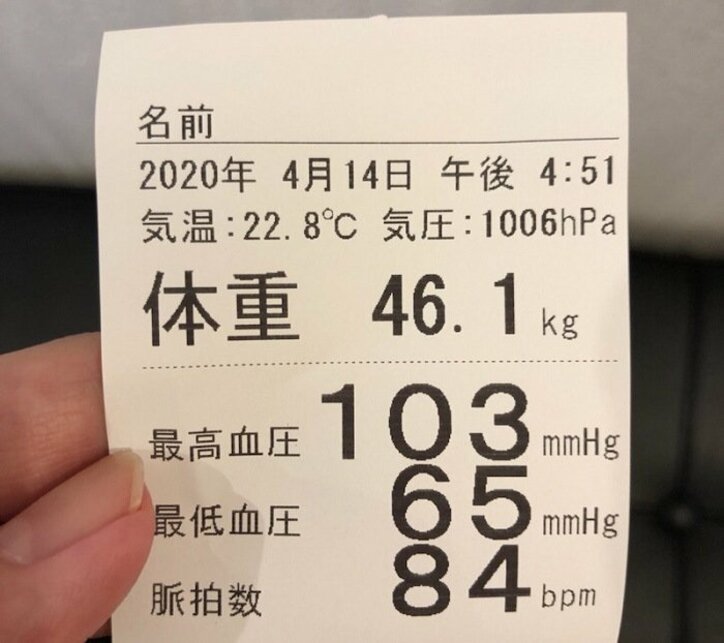 名前
2020年 4月14日 午後 4:51
気温:22.8℃ 気圧:1006hPa
体重 46.1 kg
最高血圧 103 mmHg
最低血圧 65 mmHg
脈拍数 84 bpm